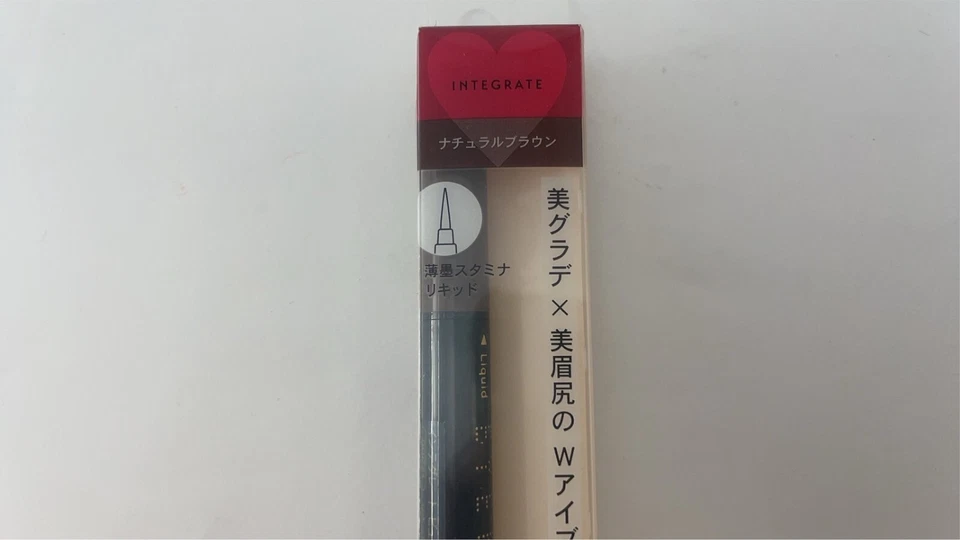 INTEGRATE
ナチュラルブラウン
薄墨スタミナ
リキッド
Liquid
美グラデ×美眉尻の Wアイブ